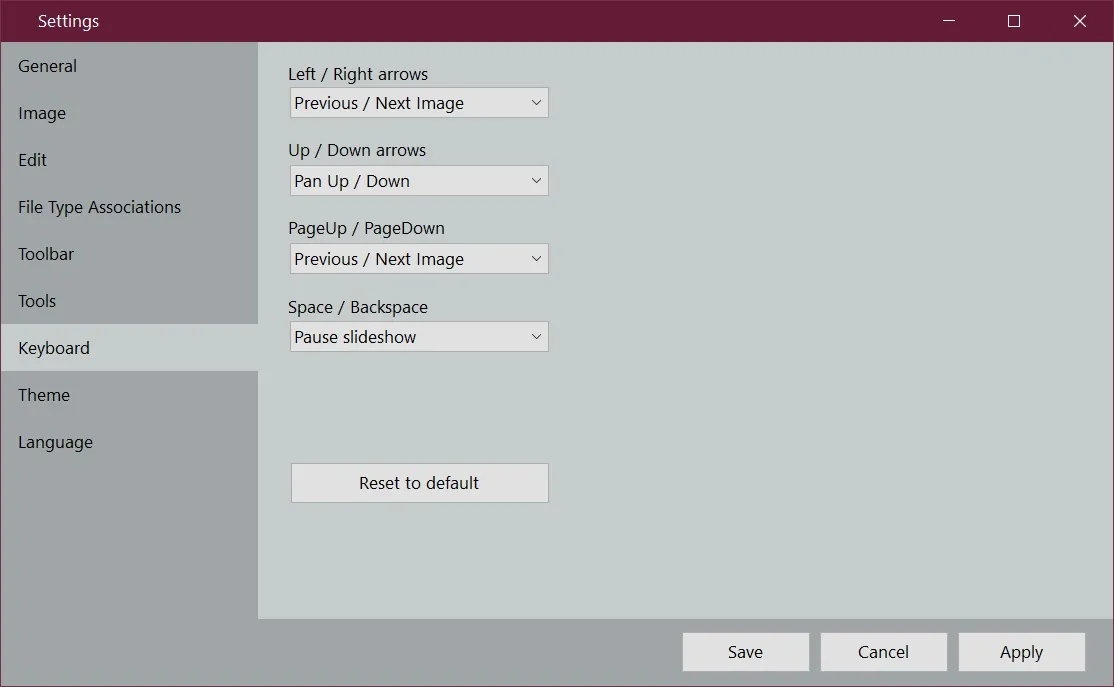 Settings
General
Image
Edit
File Type Associations
Toolbar
Tools
Keyboard
Theme
Language
Left / Right arrows
Previous / Next Image
Up / Down arrows
Pan Up / Down
PageUp / PageDown
Previous / Next Image
Space / Backspace
Pause slideshow
Reset to default
Save Cancel Apply